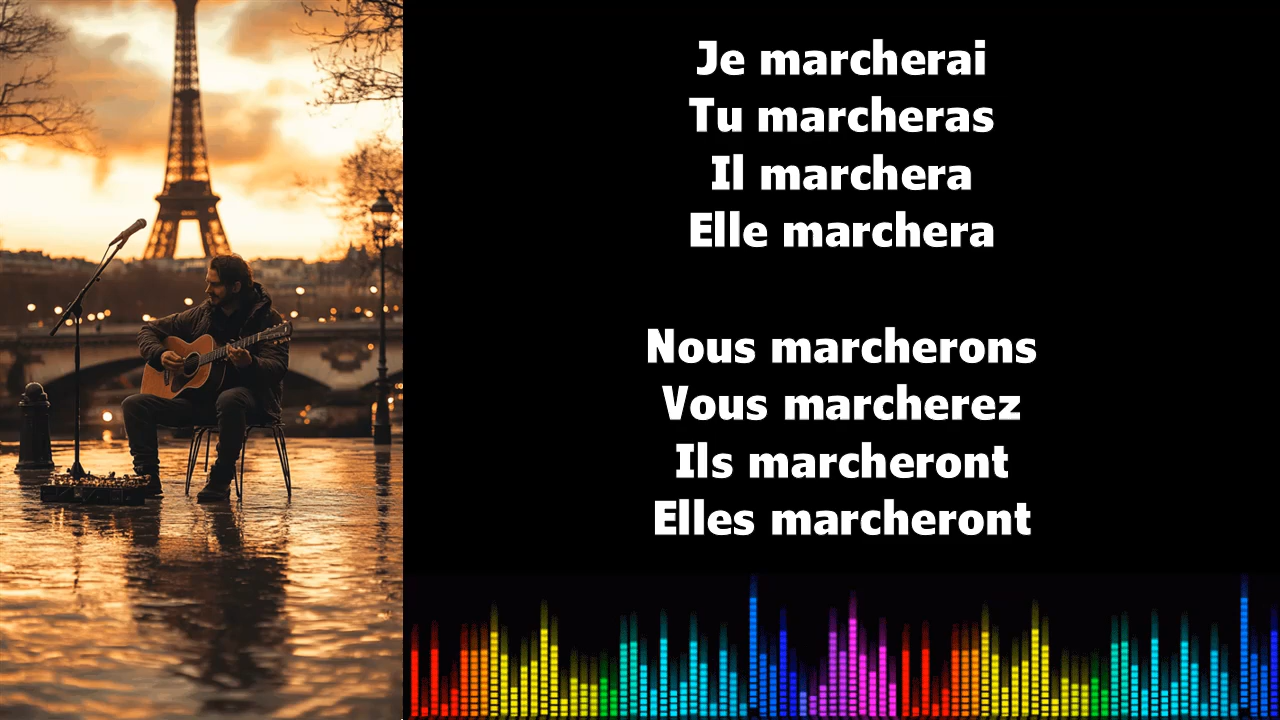 Je marcherai
Tu marcheras
Il marchera
Elle marchera
Nous marcherons
Vous marcherez
Ils marcheront
Elles marcheront